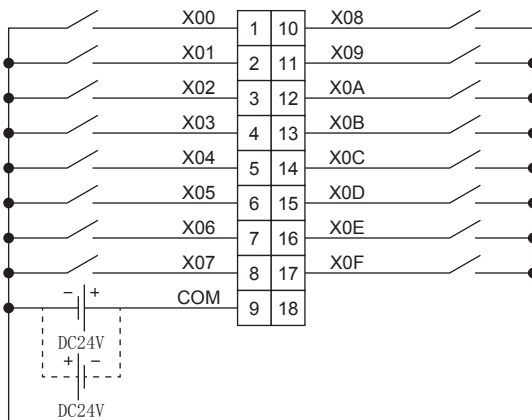 X00 1 10 X08
X01 2 11 X09
X02 3 12 X0A
X03 4 13 X0B
X04 5 14 X0C
X05 6 15 X0D
X06 7 16 X0E
X07 8 17 X0F
COM 9 18
− +
DC24V
+ −
DC24V